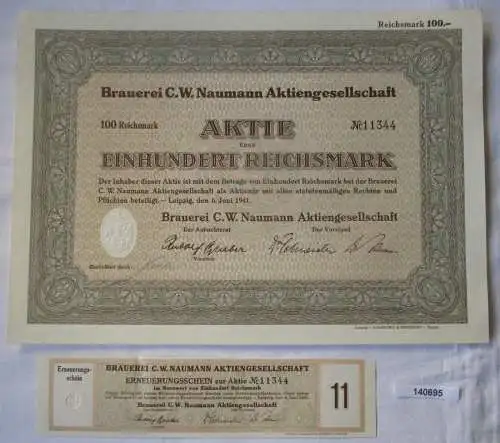 Reichsmark 100.–
Brauerei C.W. Naumann Aktiengesellschaft
100 Reichsmark
№ 11344
AKTIE
über
EINHUNDERT REICHSMARK
Der Inhaber dieser Aktie ist mit dem Betrage von Einhundert Reichsmark bei der Brauerei
C. W. Naumann Aktiengesellschaft als Aktionär mit allen statutenmäßigen Rechten und
Pflichten beteiligt. – Leipzig, den 6. Juni 1941.
Brauerei C. W. Naumann Aktiengesellschaft
Der Aufsichtsrat
Der Vorstand
Erneuerungs-
schein
BRAUEREI C.W. NAUMANN AKTIENGESELLSCHAFT
ERNEUERUNGSSCHEIN zur Aktie № 11344
im Nennwert von Einhundert Reichsmark
Brauerei C. W. Naumann Aktiengesellschaft
11
140695